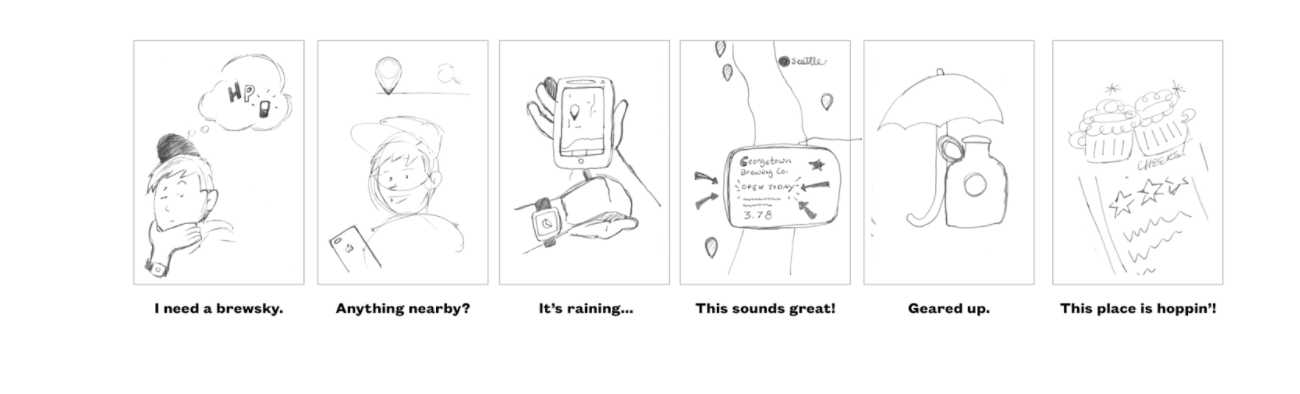 HP
I need a brewsky.
Anything nearby?
It's raining...
Seattle
Georgetown
Brewing Co.
OPEN TODAY
3.78
This sounds great!
Geared up.
CHEERS!
This place is hoppin'!